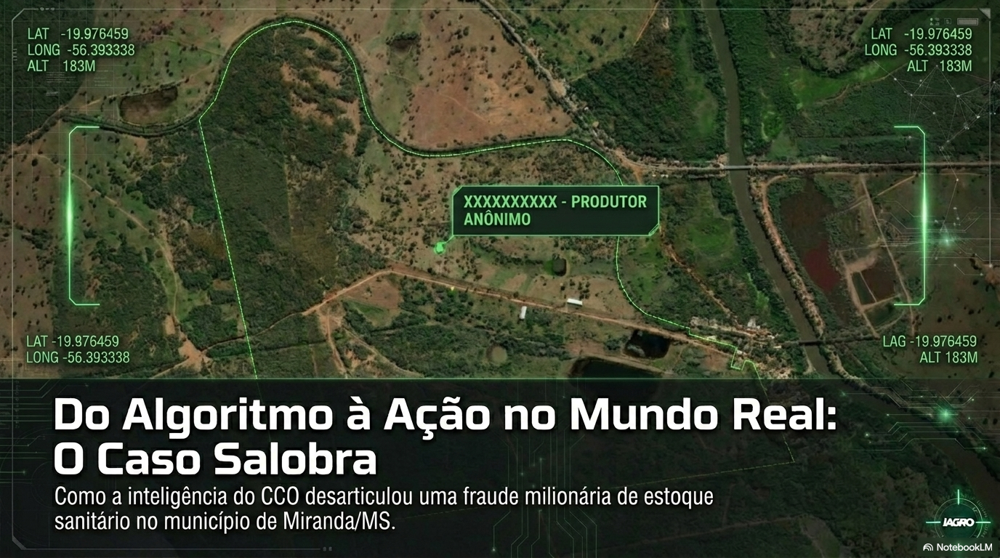 LAT -19.976459
LONG -56.393338
ALT 183M
LAT -19.976459
LONG -56.393338
ALT 183M
XXXXXXXXXX - PRODUTOR
ANÔNIMO
LAT -19.976459
LONG -56.393338
LAG -19.976459
ALT 183M
Do Algoritmo à Ação no Mundo Real:
O Caso Salobra
Como a inteligência do CCO desarticulou uma fraude milionária de estoque
sanitário no município de Miranda/MS.
IAGRO
NotebookLM